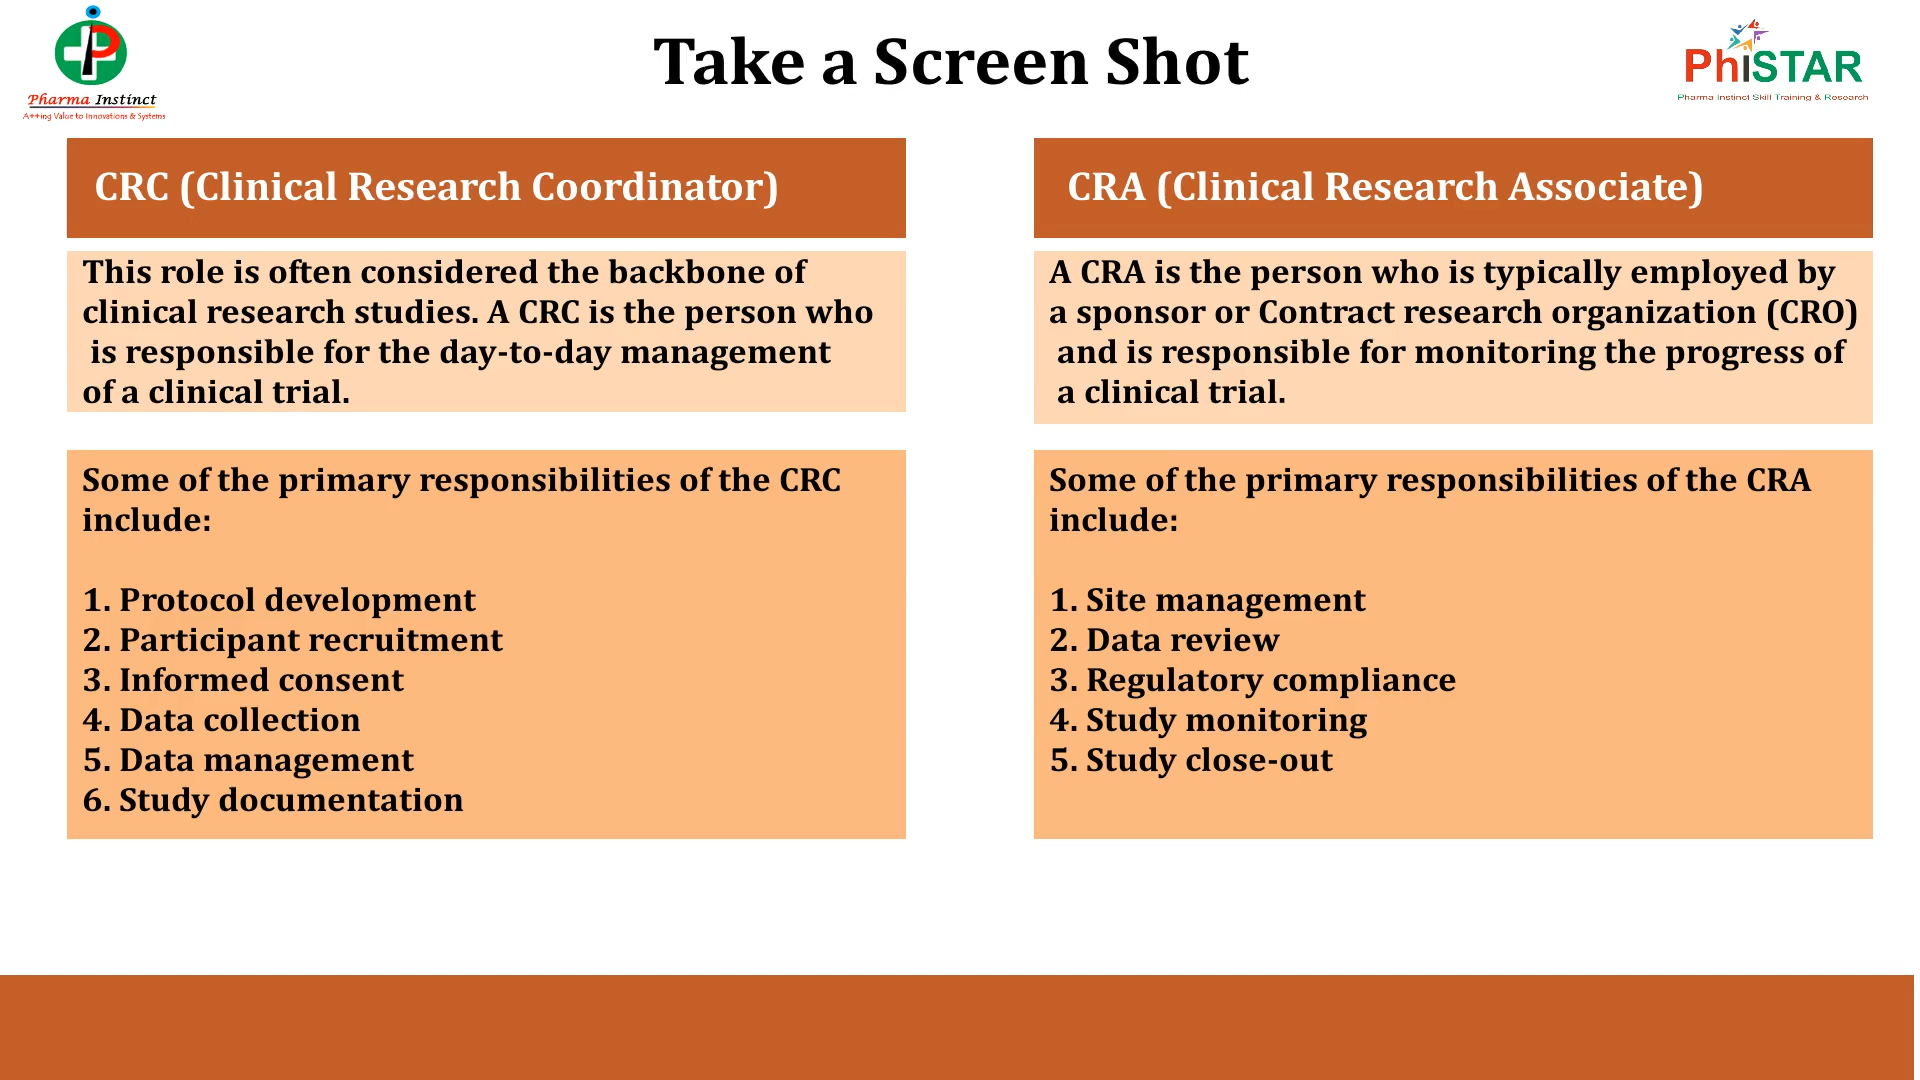 Take a Screen Shot
Pharma Instinct
A++ing Value to Innovations & Systems
PhiSTAR
Pharma Instinct Skill Training & Research
CRC (Clinical Research Coordinator)
This role is often considered the backbone of
clinical research studies. A CRC is the person who
is responsible for the day-to-day management
of a clinical trial.
Some of the primary responsibilities of the CRC
include:
1. Protocol development
2. Participant recruitment
3. Informed consent
4. Data collection
5. Data management
6. Study documentation
CRA (Clinical Research Associate)
A CRA is the person who is typically employed by
a sponsor or Contract research organization (CRO)
and is responsible for monitoring the progress of
a clinical trial.
Some of the primary responsibilities of the CRA
include:
1. Site management
2. Data review
3. Regulatory compliance
4. Study monitoring
5. Study close-out